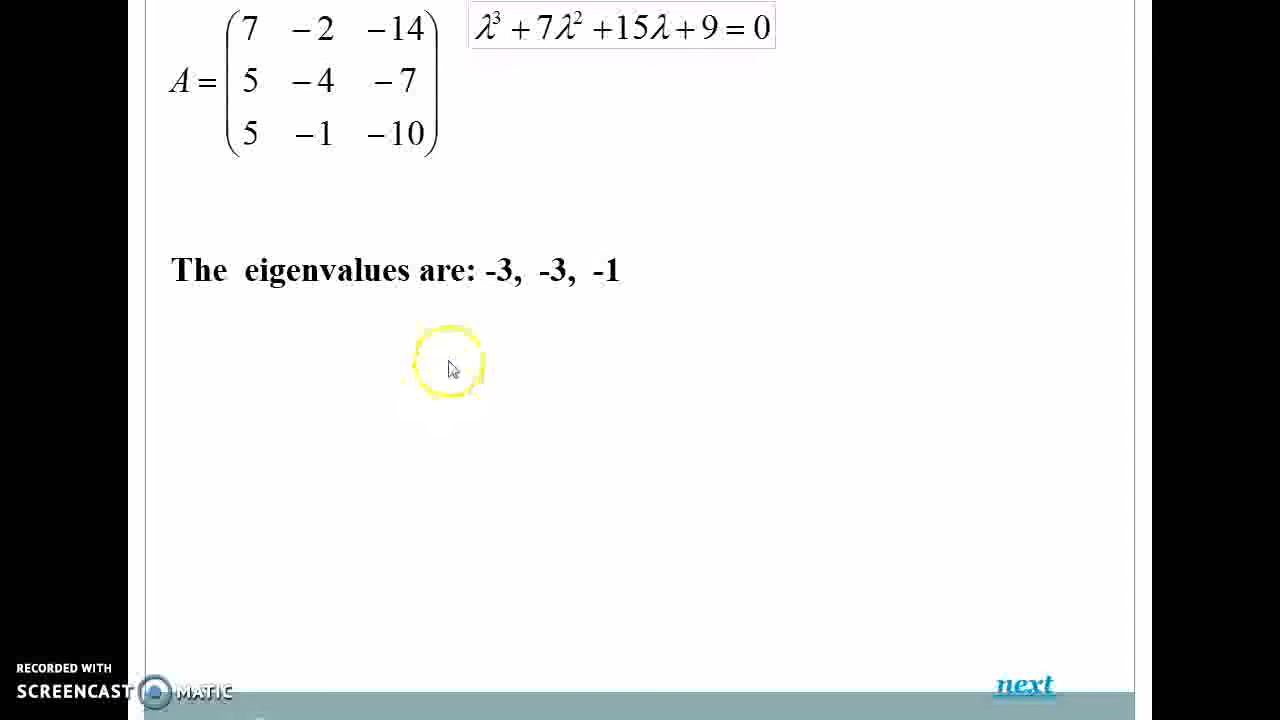 A = ( 7 −2 −14 ) λ³ + 7λ² + 15λ + 9 = 0
5 −4 −7
5 −1 −10
The eigenvalues are: -3, -3, -1
next
RECORDED WITH
SCREENCAST MATIC